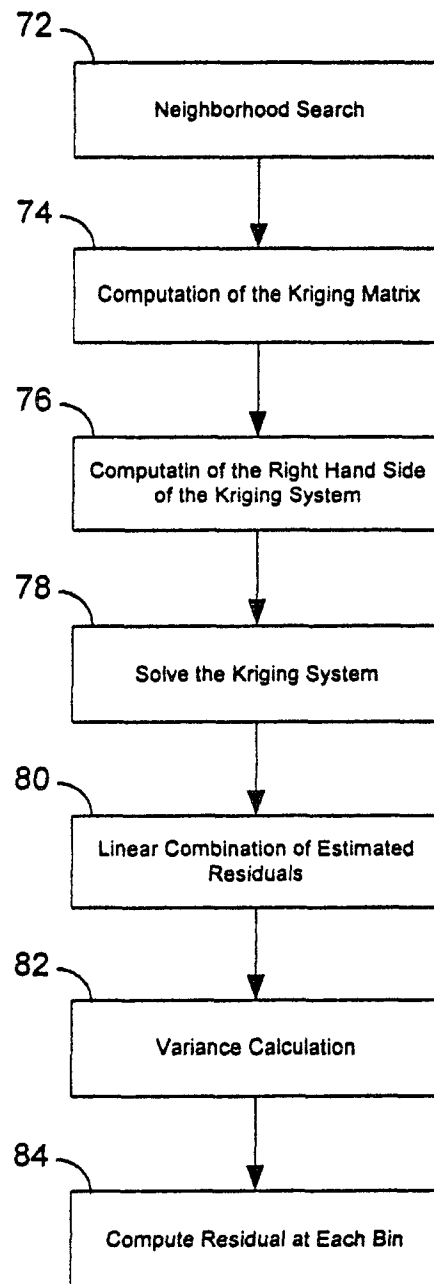 72
Neighborhood Search
74
Computation of the Kriging Matrix
76
Computatin of the Right Hand Side
of the Kriging System
78
Solve the Kriging System
80
Linear Combination of Estimated
Residuals
82
Variance Calculation
84
Compute Residual at Each Bin